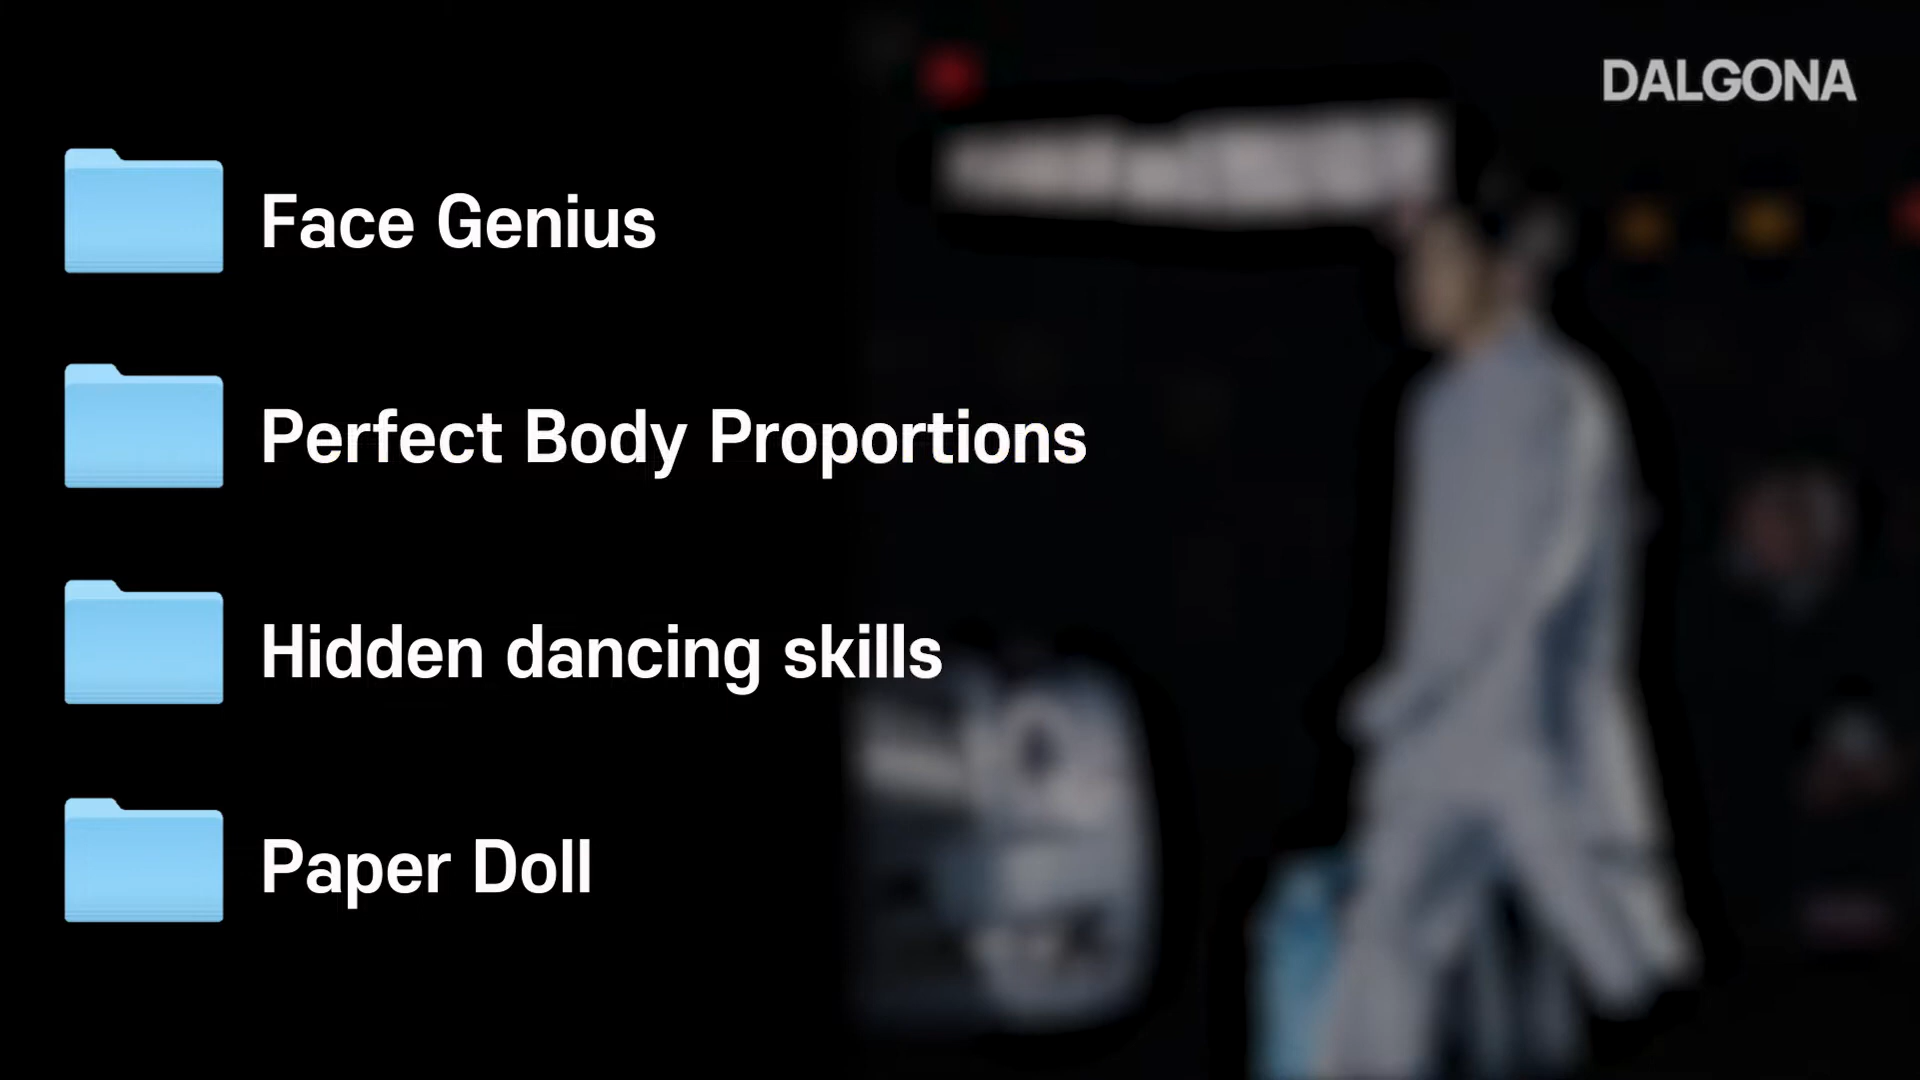 DALGONA
Face Genius
Perfect Body Proportions
Hidden dancing skills
Paper Doll